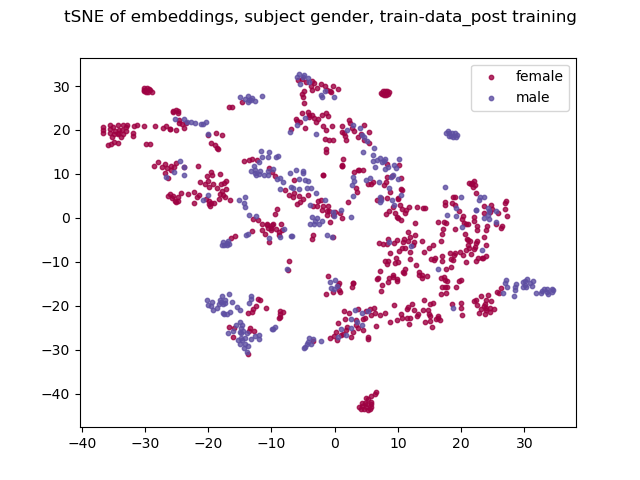 tSNE of embeddings, subject gender, train-data_post training
female
male
30
20
10
0
−10
−20
−30
−40
−40 −30 −20 −10 0 10 20 30